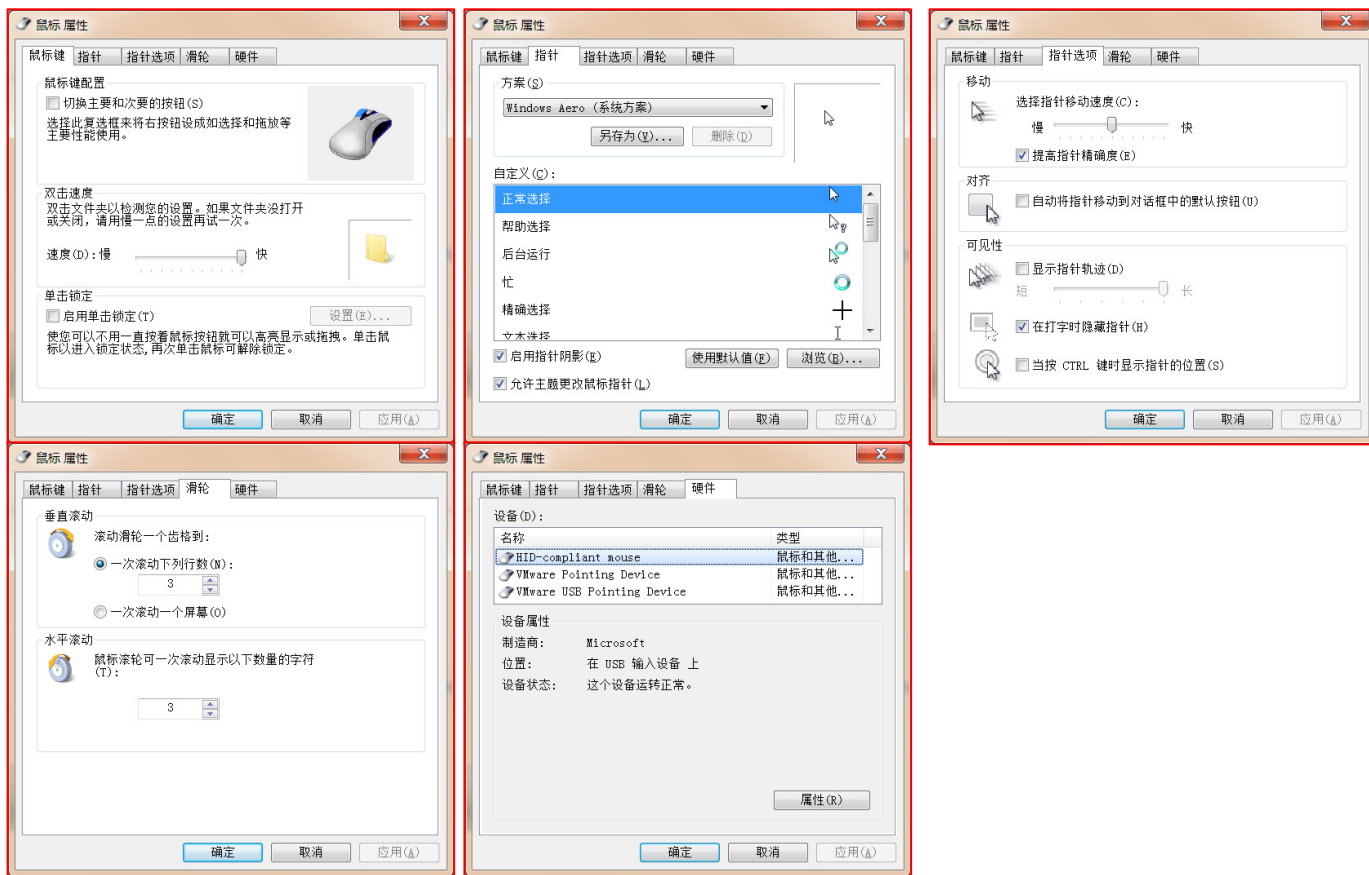 鼠标 属性
鼠标键 指针 指针选项 滑轮 硬件
鼠标键配置
切换主要和次要的按钮(S)
选择此复选框来将右按钮设成如选择和拖放等
主要性能使用。
双击速度
双击文件夹以检测您的设置。如果文件夹没打开
或关闭，请用慢一点的设置再试一次。
速度(D):慢 快
单击锁定
启用单击锁定(T) 设置(E)...
使您可以不用一直按着鼠标按钮就可以高亮显示或拖拽。单击鼠
标以进入锁定状态,再次单击鼠标可解除锁定。
确定 取消 应用(A)
鼠标 属性
鼠标键 指针 指针选项 滑轮 硬件
方案(S)
Windows Aero (系统方案)
另存为(V)... 删除(D)
自定义(C):
正常选择
帮助选择
后台运行
忙
精确选择
文本选择
启用指针阴影(E) 使用默认值(F) 浏览(B)...
允许主题更改鼠标指针(L)
确定 取消 应用(A)
鼠标 属性
鼠标键 指针 指针选项 滑轮 硬件
移动
选择指针移动速度(C):
慢 快
提高指针精确度(E)
对齐
自动将指针移动到对话框中的默认按钮(U)
可见性
显示指针轨迹(D)
短 长
在打字时隐藏指针(H)
当按 CTRL 键时显示指针的位置(S)
确定 取消 应用(A)
鼠标 属性
鼠标键 指针 指针选项 滑轮 硬件
垂直滚动
滚动滑轮一个齿格到:
一次滚动下列行数(N):
3
一次滚动一个屏幕(O)
水平滚动
鼠标滚轮可一次滚动显示以下数量的字符
(T):
3
确定 取消 应用(A)
鼠标 属性
鼠标键 指针 指针选项 滑轮 硬件
设备(D):
名称 类型
HID-compliant mouse 鼠标和其他...
VMware Pointing Device 鼠标和其他...
VMware USB Pointing Device 鼠标和其他...
设备属性
制造商: Microsoft
位置: 在 USB 输入设备 上
设备状态: 这个设备运转正常。
属性(R)
确定 取消 应用(A)